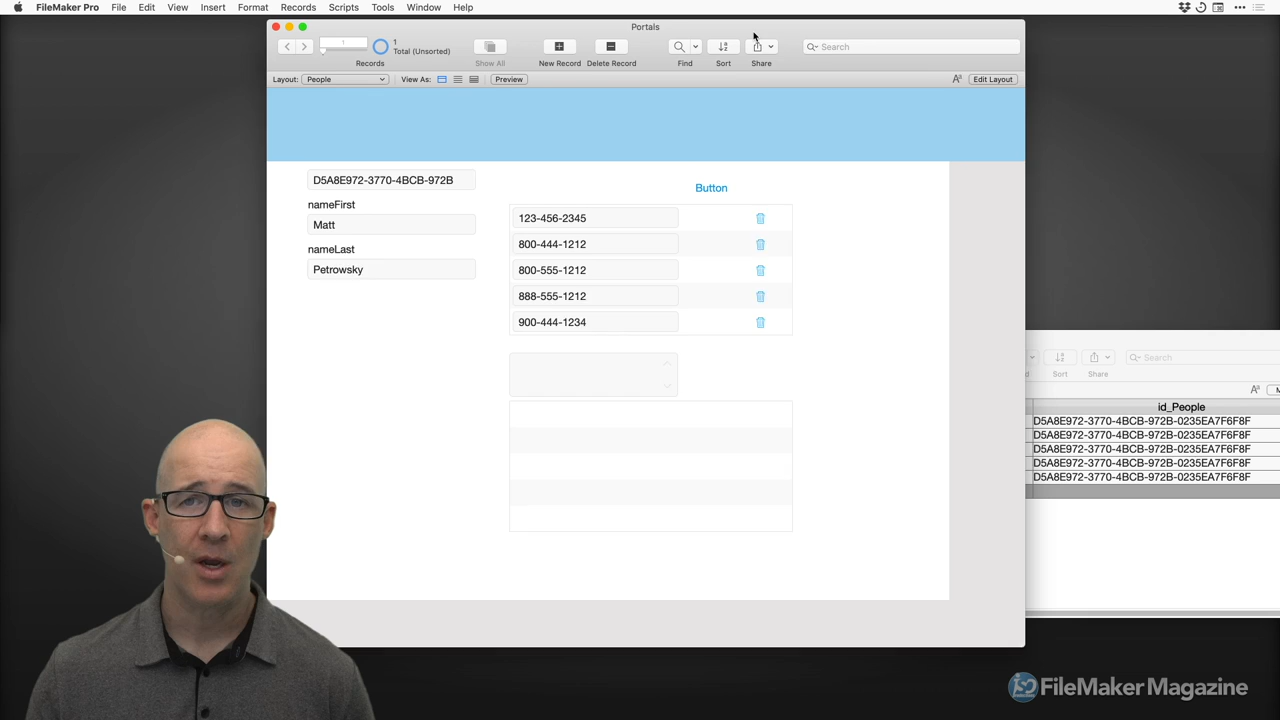 FileMaker Pro File Edit View Insert Format Records Scripts Tools Window Help
Portals
1
Total (Unsorted)
Records
Show All
New Record
Delete Record
Find
Sort
Share
Search
Layout: People
View As:
Preview
Edit Layout
D5A8E972-3770-4BCB-972B
nameFirst
Matt
nameLast
Petrowsky
Button
123-456-2345
800-444-1212
800-555-1212
888-555-1212
900-444-1234
Search
Sort
Share
id_People
D5A8E972-3770-4BCB-972B-0235EA7F6F8F
D5A8E972-3770-4BCB-972B-0235EA7F6F8F
D5A8E972-3770-4BCB-972B-0235EA7F6F8F
D5A8E972-3770-4BCB-972B-0235EA7F6F8F
D5A8E972-3770-4BCB-972B-0235EA7F6F8F
FileMaker Magazine